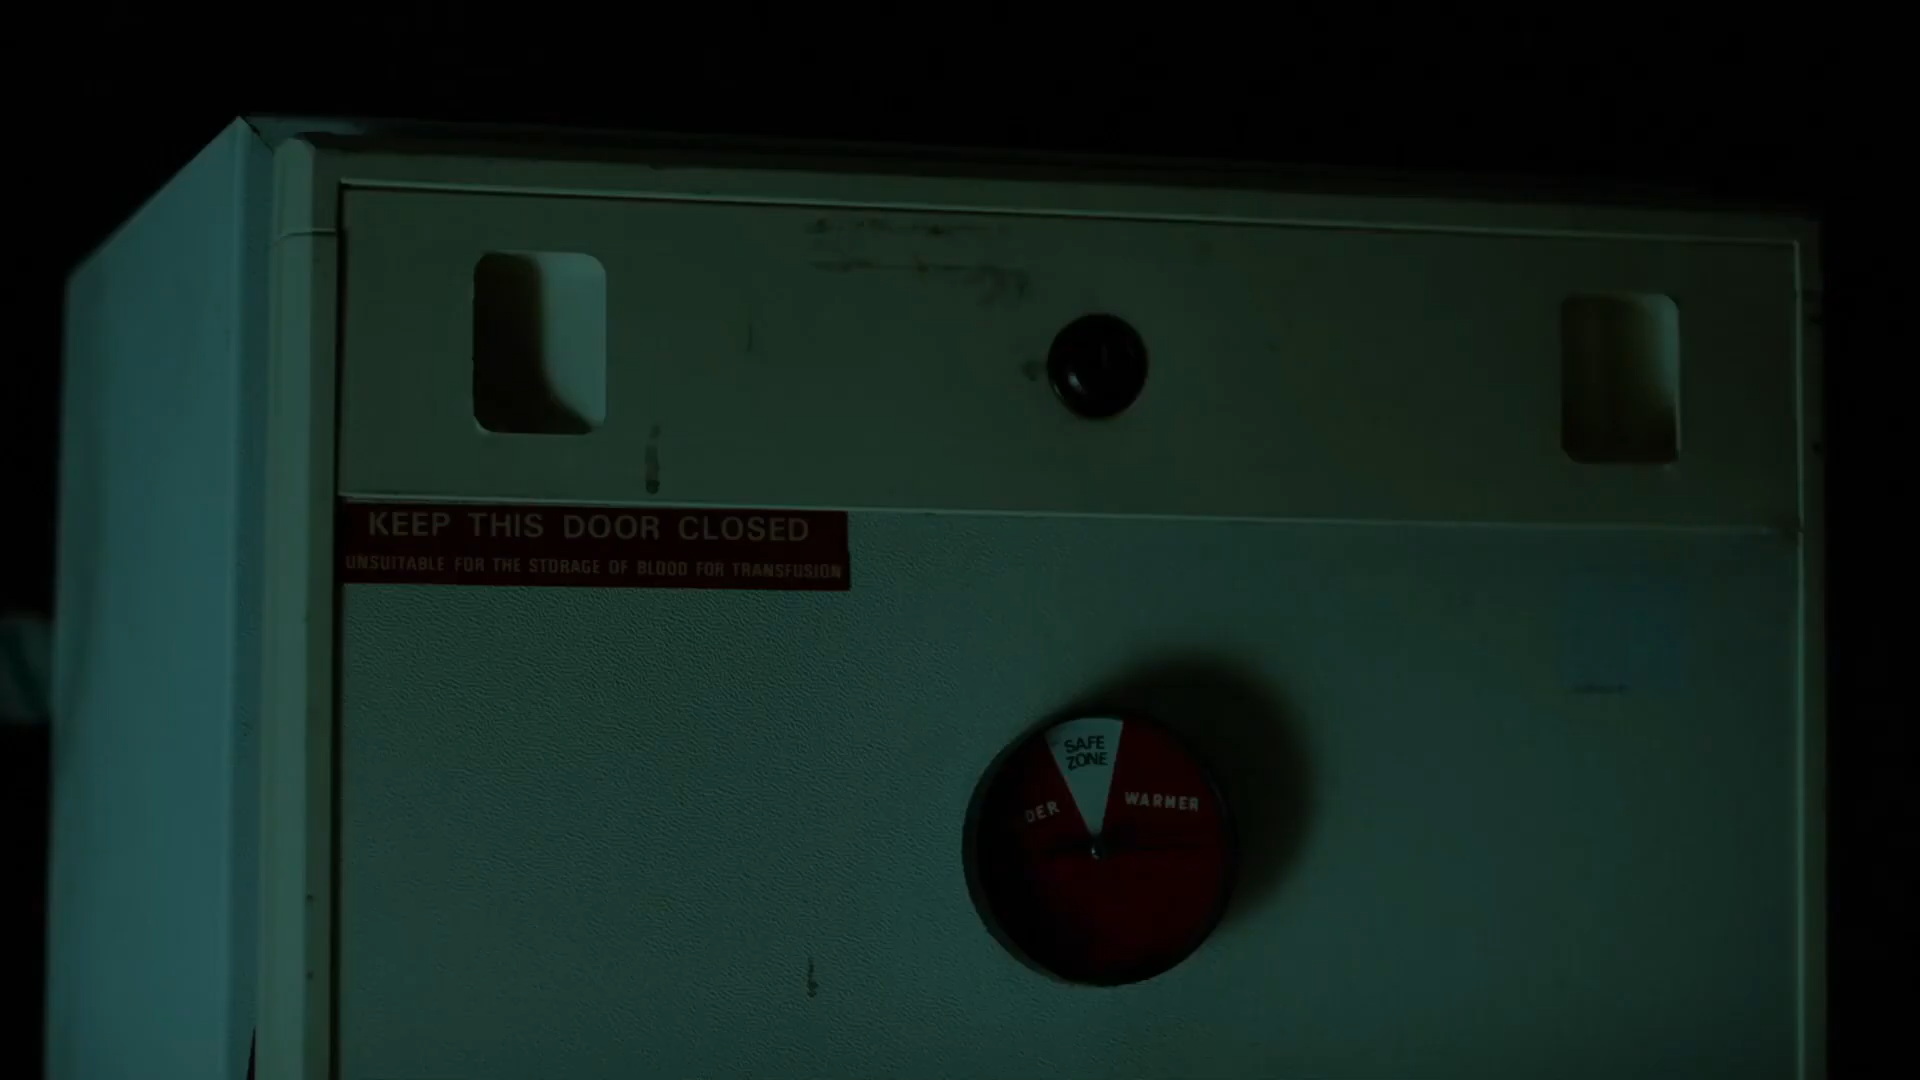 KEEP THIS DOOR CLOSED
UNSUITABLE FOR THE STORAGE OF BLOOD FOR TRANSFUSION
SAFE
ZONE
DER
WARMER